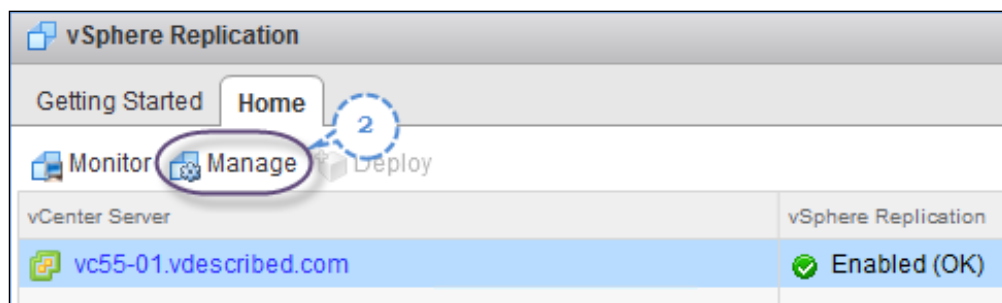 vSphere Replication
Getting Started Home
2
Monitor Manage Deploy
vCenter Server vSphere Replication
vc55-01.vdescribed.com Enabled (OK)